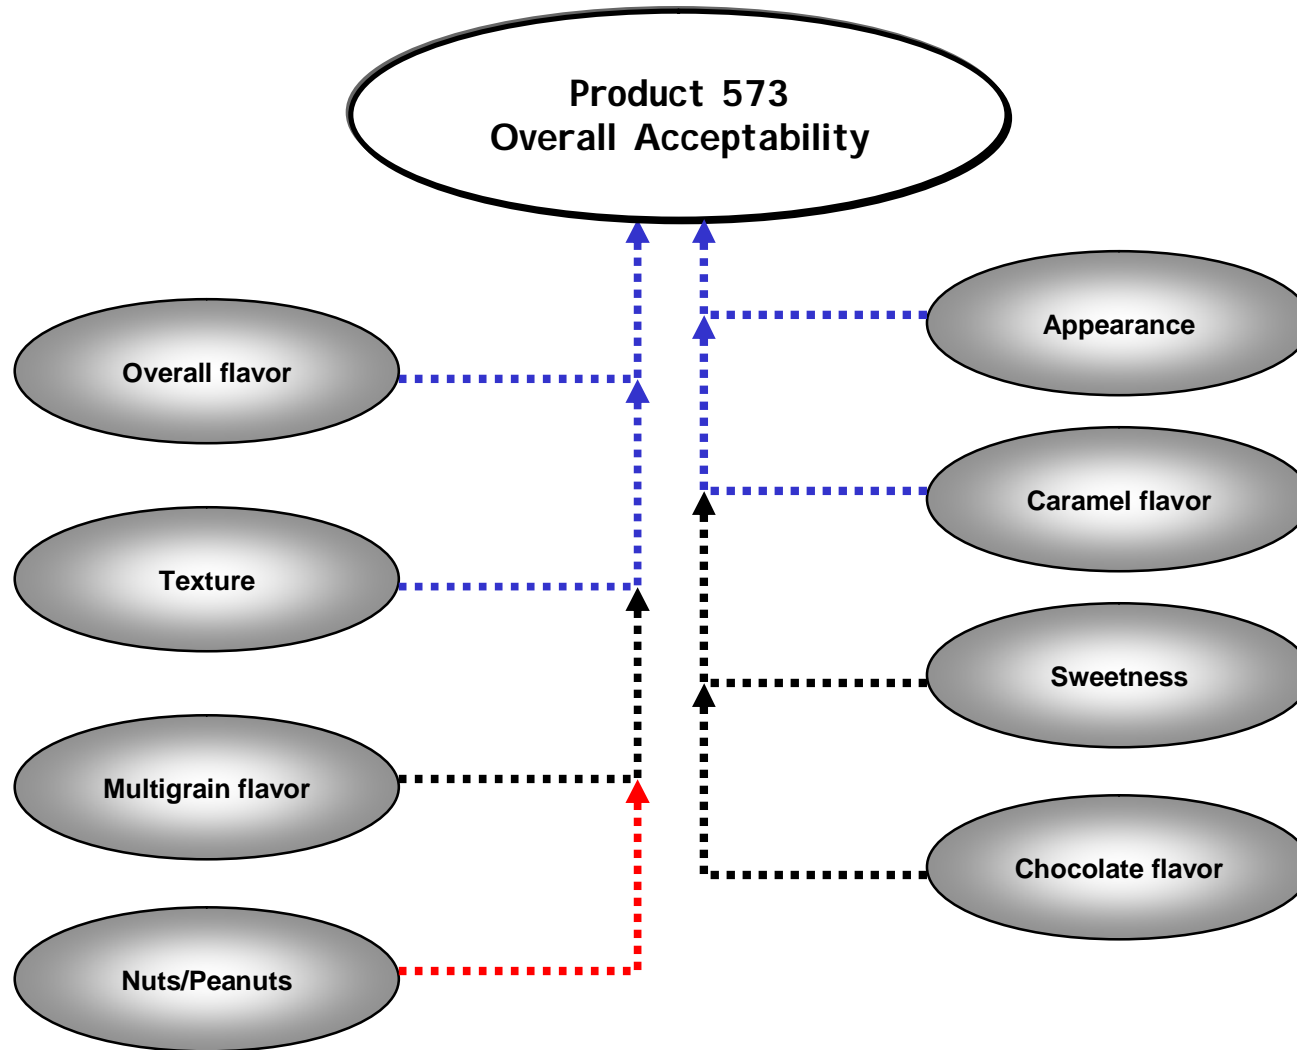 Product 573
Overall Acceptability
Appearance
Overall flavor
Caramel flavor
Texture
Sweetness
Multigrain flavor
Chocolate flavor
Nuts/Peanuts